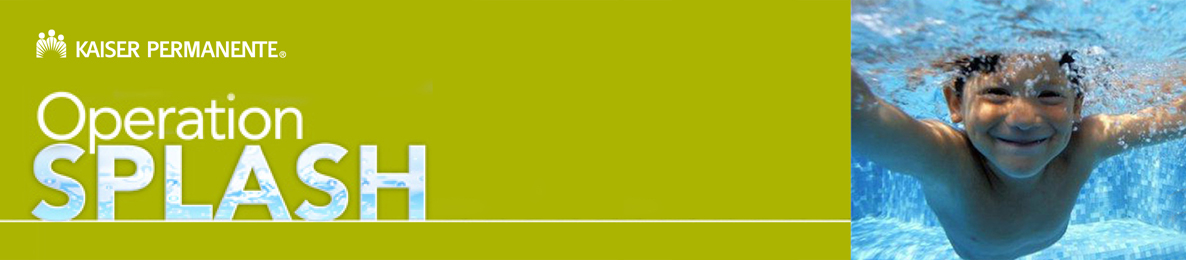 KAISER PERMANENTE®
Operation
SPLASH